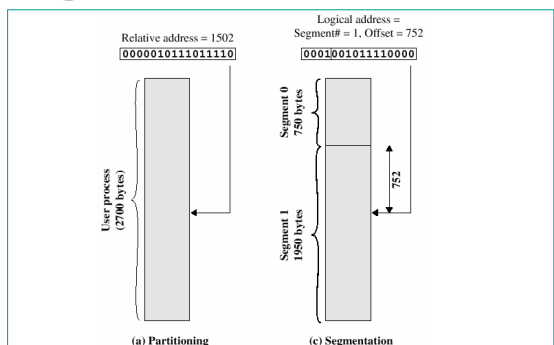 Relative address = 1502
0000010111011110
User process
(2700 bytes)
(a) Partitioning
Logical address =
Segment# = 1, Offset = 752
0001001011110000
Segment 0
750 bytes
752
Segment 1
1950 bytes
(c) Segmentation